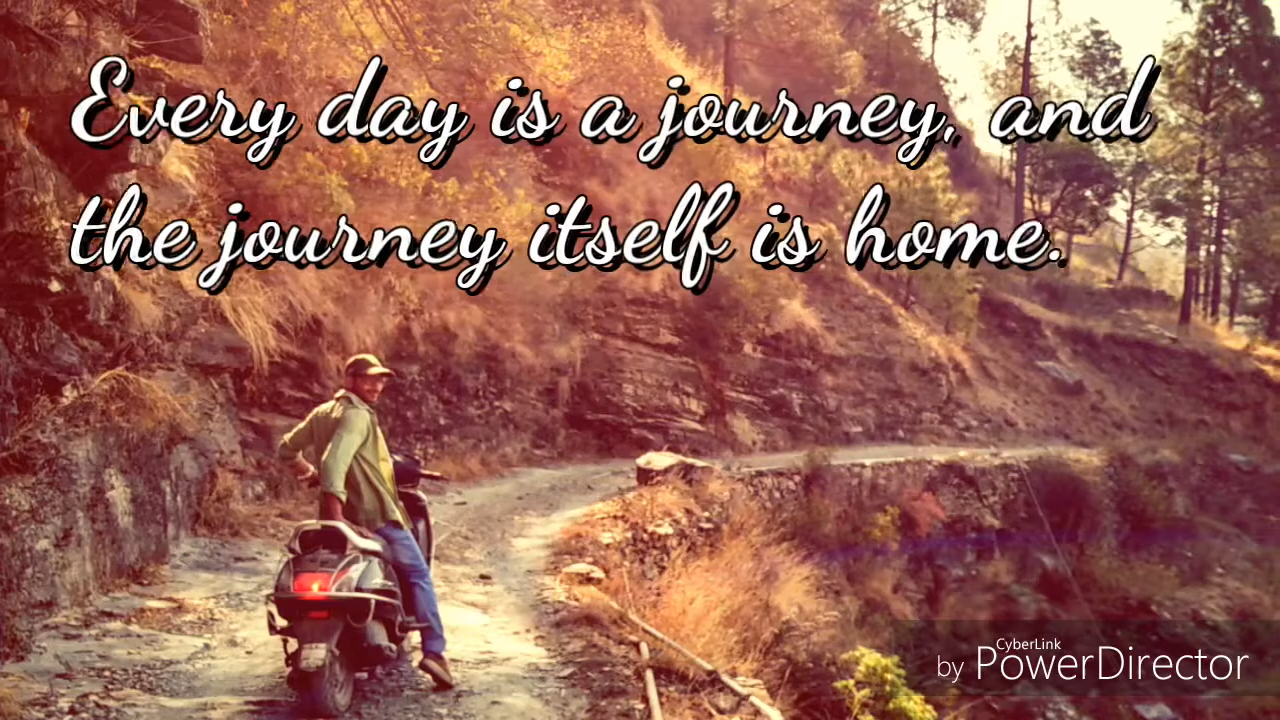 Every day is a journey, and
the journey itself is home.
CyberLink
by PowerDirector